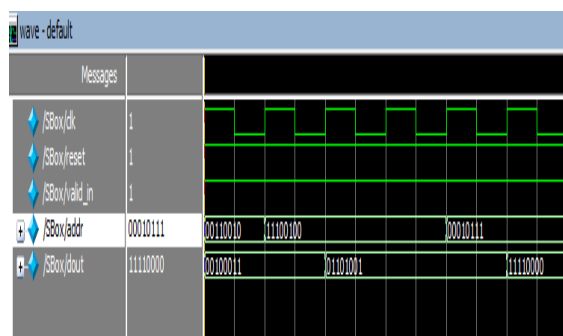 wave - default
Messages
/SBox/clk 1
/SBox/reset 1
/SBox/valid_in 1
/SBox/addr 00010111 00110010 11100100 00010111
/SBox/dout 11110000 00100011 01101001 11110000